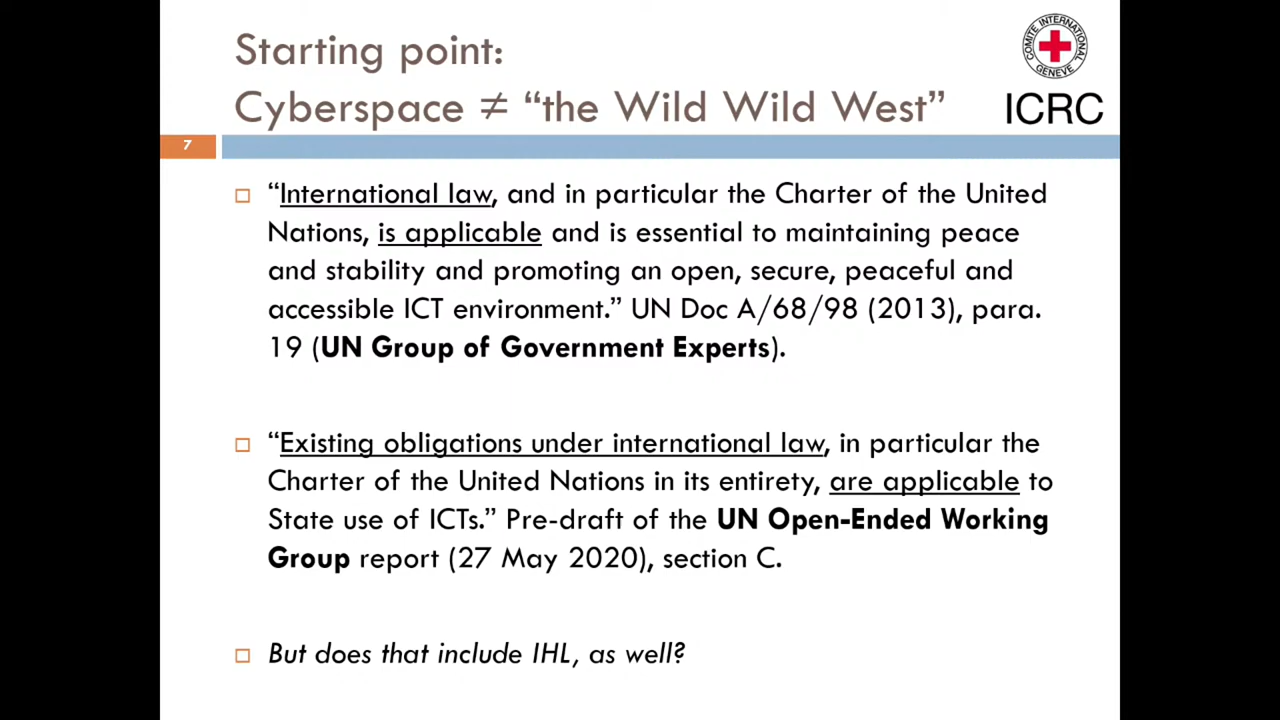 Starting point:
Cyberspace ≠ “the Wild Wild West”
COMITE INTERNATIONAL
GENEVE
ICRC
7
“International law, and in particular the Charter of the United
Nations, is applicable and is essential to maintaining peace
and stability and promoting an open, secure, peaceful and
accessible ICT environment.” UN Doc A/68/98 (2013), para.
19 (UN Group of Government Experts).
“Existing obligations under international law, in particular the
Charter of the United Nations in its entirety, are applicable to
State use of ICTs.” Pre-draft of the UN Open-Ended Working
Group report (27 May 2020), section C.
But does that include IHL, as well?